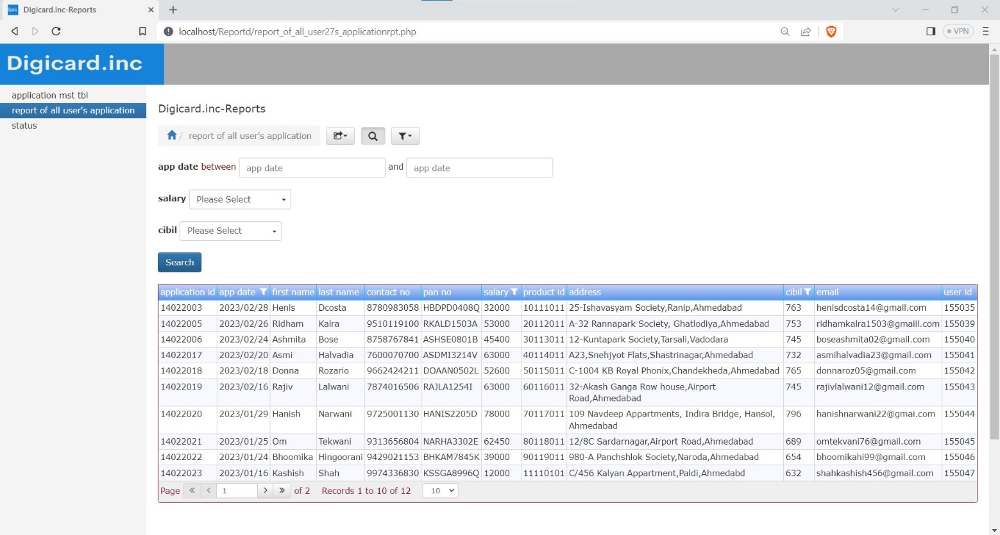 Digicard.inc-Reports
localhost/Reportd/report_of_all_user27s_applicationrpt.php
VPN
Digicard.inc
application mst tbl
report of all user's application
status
Digicard.inc-Reports
/ report of all user's application
app date between app date and app date
salary Please Select
cibil Please Select
Search
application id app date first name last name contact no pan no salary product id address cibil email user id
14022003 2023/02/28 Henis Dcosta 8780983058 HBDPD0408Q 32000 10111011 25-Ishavasyam Society,Ranip,Ahmedabad 763 henisdcosta14@gmail.com 155035
14022005 2023/02/26 Ridham Kalra 9510119100 RKALD1503A 53000 20112011 A-32 Rannapark Society, Ghatlodiya,Ahmedabad 753 ridhamkalra1503@gmaiil.com 155039
14022006 2023/02/24 Ashmita Bose 8758767841 ASHSE0801B 45400 30113011 12-Kuntapark Society,Tarsali,Vadodara 745 boseashmita02@gmail.com 155040
14022017 2023/02/20 Asmi Halvadia 7600070700 ASDMI3214V 63000 40114011 A23,Snehjyot Flats,Shastrinagar,Ahmedabad 732 asmihalvadia23@gmail.com 155041
14022018 2023/02/18 Donna Rozario 9662424211 DOAAN0502L 52600 50115011 C-1004 KB Royal Phonix,Chandekheda,Ahmedabad 765 donnaroz05@gmail.com 155042
14022019 2023/02/16 Rajiv Lalwani 7874016506 RAJLA1254I 63000 60116011 32-Akash Ganga Row house,Airport 745 rajivlalwani12@gmail.com 155043
Road,Ahmedabad
14022020 2023/01/29 Hanish Narwani 9725001130 HANIS2205D 78000 70117011 109 Navdeep Appartments, Indira Bridge, Hansol, 796 hanishnarwani22@gmai.com 155044
Ahmedabad
14022021 2023/01/25 Om Tekwani 9313656804 NARHA3302E 62450 80118011 12/8C Sardarnagar,Airport Road,Ahmedabad 689 omtekvani76@gmail.com 155045
14022022 2023/01/24 Bhoomika Hingoorani 9429021153 BHKAM7845K 39000 90119011 980-A Panchshlok Society,Naroda,Ahmedabad 654 bhoomikahi99@gmail.com 155046
14022023 2023/01/16 Kashish Shah 9974336830 KSSGA8996Q 12000 11110101 C/456 Kalyan Appartment,Paldi,Ahmedabd 632 shahkashish456@gmail.com 155047
Page 1 of 2 Records 1 to 10 of 12 10